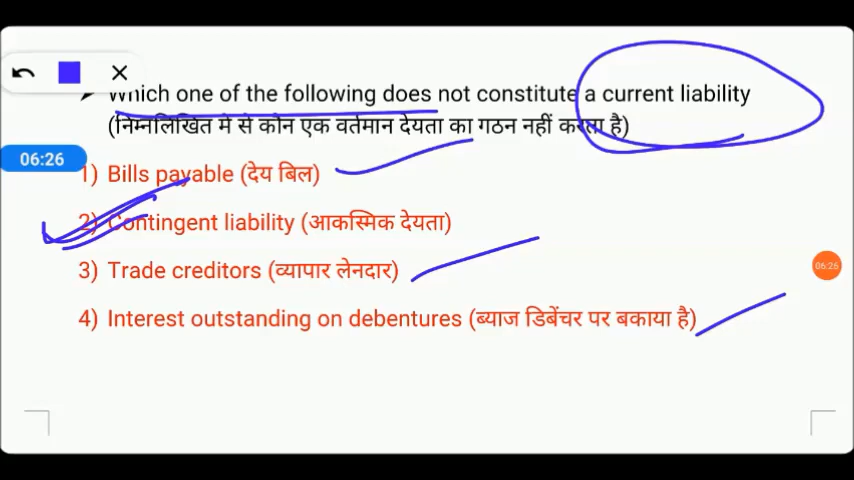 Which one of the following does not constitute a current liability
(निम्नलिखित में से कोन एक वर्तमान देयता का गठन नहीं करता है)
06:26
1) Bills payable (देय बिल)
2) Contingent liability (आकस्मिक देयता)
06:26
3) Trade creditors (व्यापार लेनदार)
4) Interest outstanding on debentures (ब्याज डिबेंचर पर बकाया है)